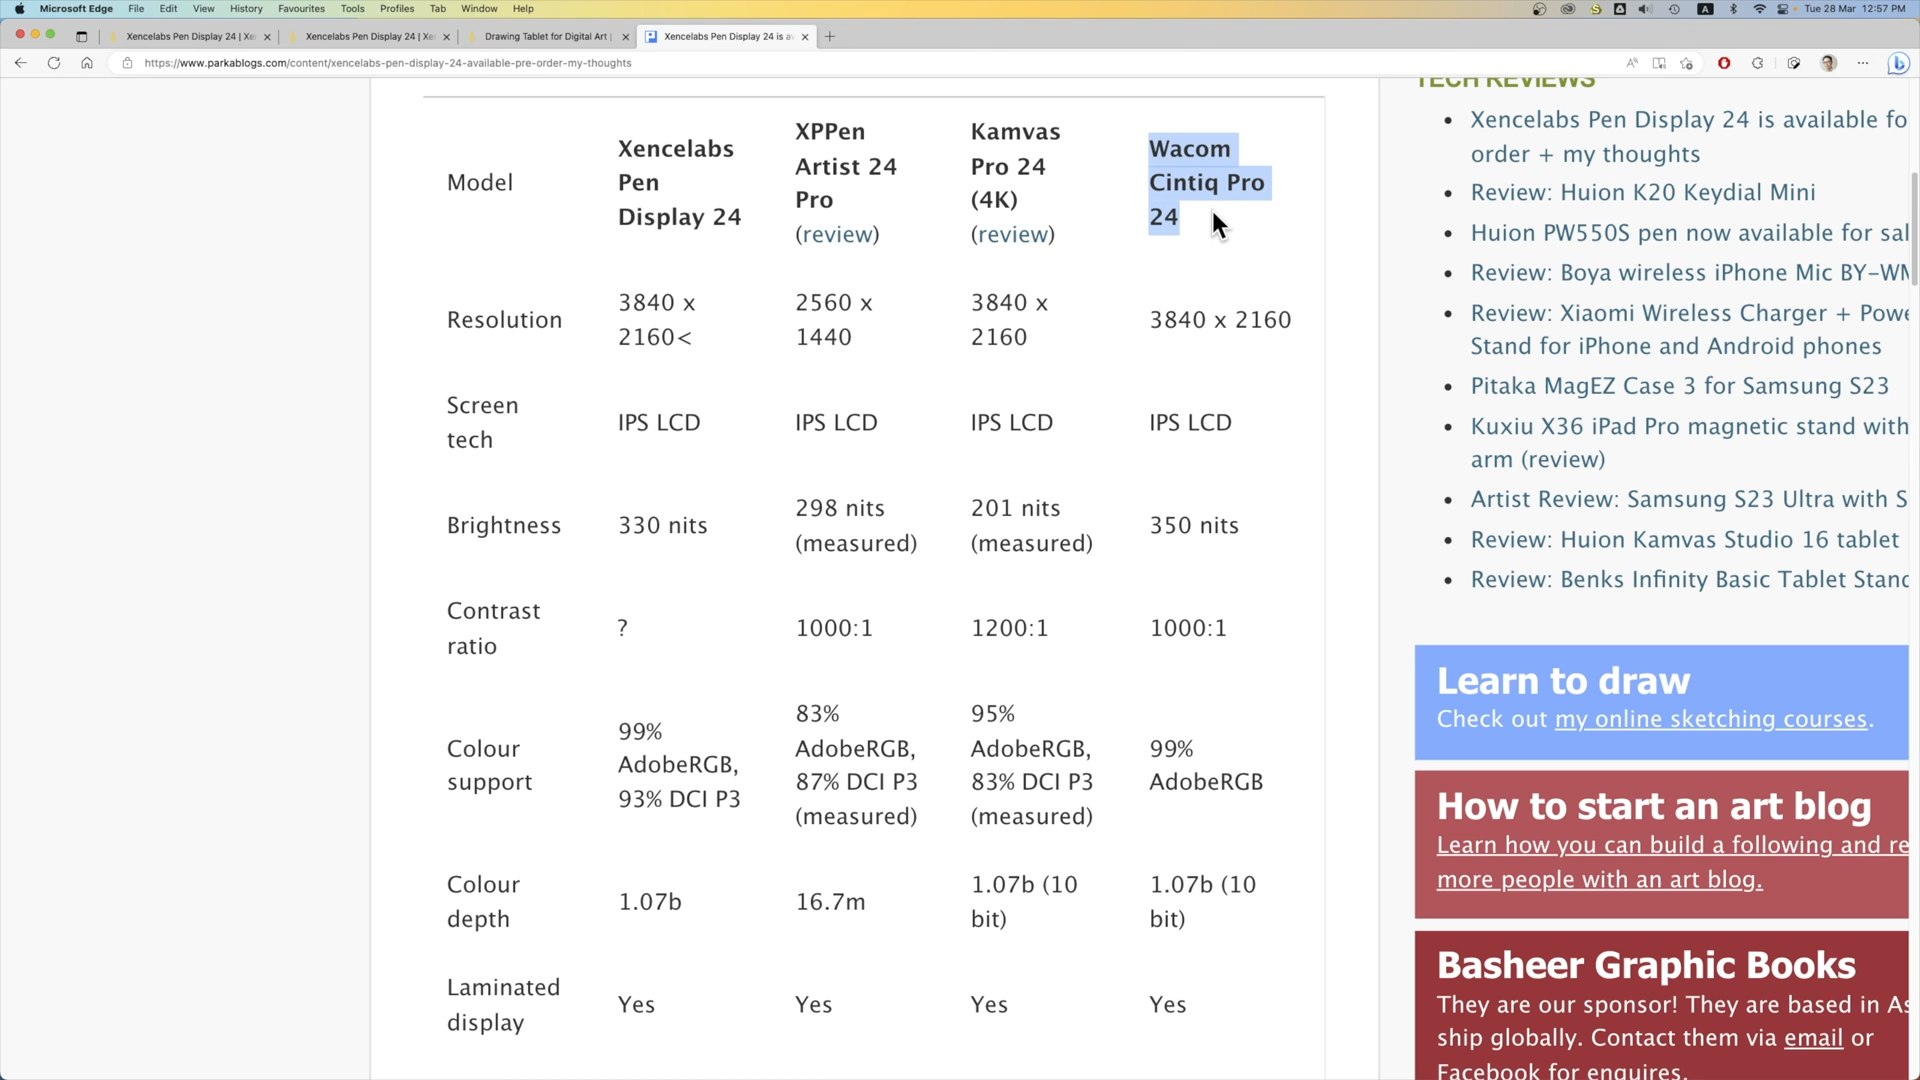 Microsoft Edge File Edit View History Favourites Tools Profiles Tab Window Help Tue 28 Mar 12:57 PM
Xencelabs Pen Display 24 | Xen Xencelabs Pen Display 24 | Xe Drawing Tablet for Digital Art | Xencelabs Pen Display 24 is av
https://www.parkablogs.com/content/xencelabs-pen-display-24-available-pre-order-my-thoughts
Model
Xencelabs
Pen
Display 24
XPPen
Artist 24
Pro
(review)
Kamvas
Pro 24
(4K)
(review)
Wacom
Cintiq Pro
24
Resolution
3840 x
2160<
2560 x
1440
3840 x
2160
3840 x 2160
Screen
tech
IPS LCD
IPS LCD
IPS LCD
IPS LCD
Brightness
330 nits
298 nits
(measured)
201 nits
(measured)
350 nits
Contrast
ratio
?
1000:1
1200:1
1000:1
Colour
support
99%
AdobeRGB,
93% DCI P3
83%
AdobeRGB,
87% DCI P3
(measured)
95%
AdobeRGB,
83% DCI P3
(measured)
99%
AdobeRGB
Colour
depth
1.07b
16.7m
1.07b (10
bit)
1.07b (10
bit)
Laminated
display
Yes
Yes
Yes
Yes
TECH REVIEWS
Xencelabs Pen Display 24 is available fo
order + my thoughts
Review: Huion K20 Keydial Mini
Huion PW550S pen now available for sal
Review: Boya wireless iPhone Mic BY-WM
Review: Xiaomi Wireless Charger + Powe
Stand for iPhone and Android phones
Pitaka MagEZ Case 3 for Samsung S23
Kuxiu X36 iPad Pro magnetic stand with
arm (review)
Artist Review: Samsung S23 Ultra with S
Review: Huion Kamvas Studio 16 tablet
Review: Benks Infinity Basic Tablet Stand
Learn to draw
Check out my online sketching courses.
How to start an art blog
Learn how you can build a following and re
more people with an art blog.
Basheer Graphic Books
They are our sponsor! They are based in As
ship globally. Contact them via email or
Facebook for enquires.